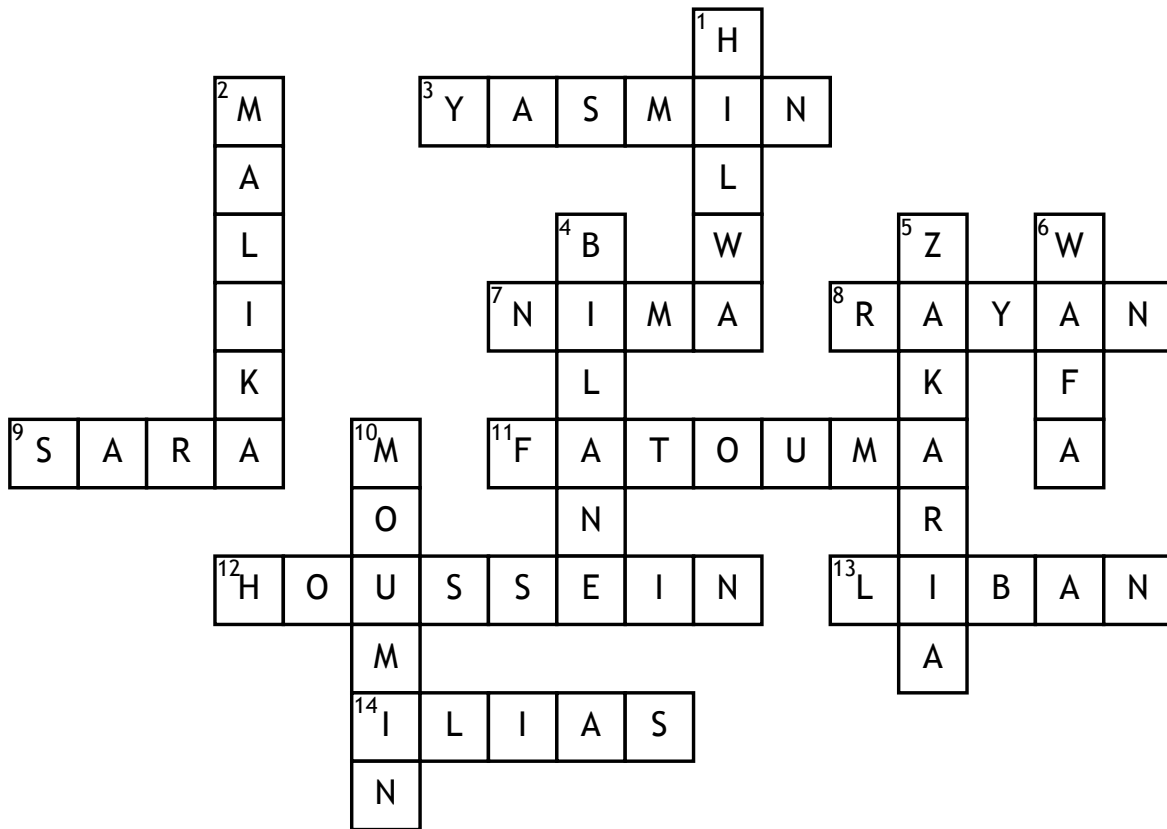 1 H
2 M 3 Y A S M I N
A L
L 4 B W 5 Z 6 W
I 7 N I M A 8 R A Y A N
K L K F
9 S A R A 10 M 11 F A T O U M A A
O N R
12 H O U S S E I N 13 L I B A N
M A
14 I L I A S
N